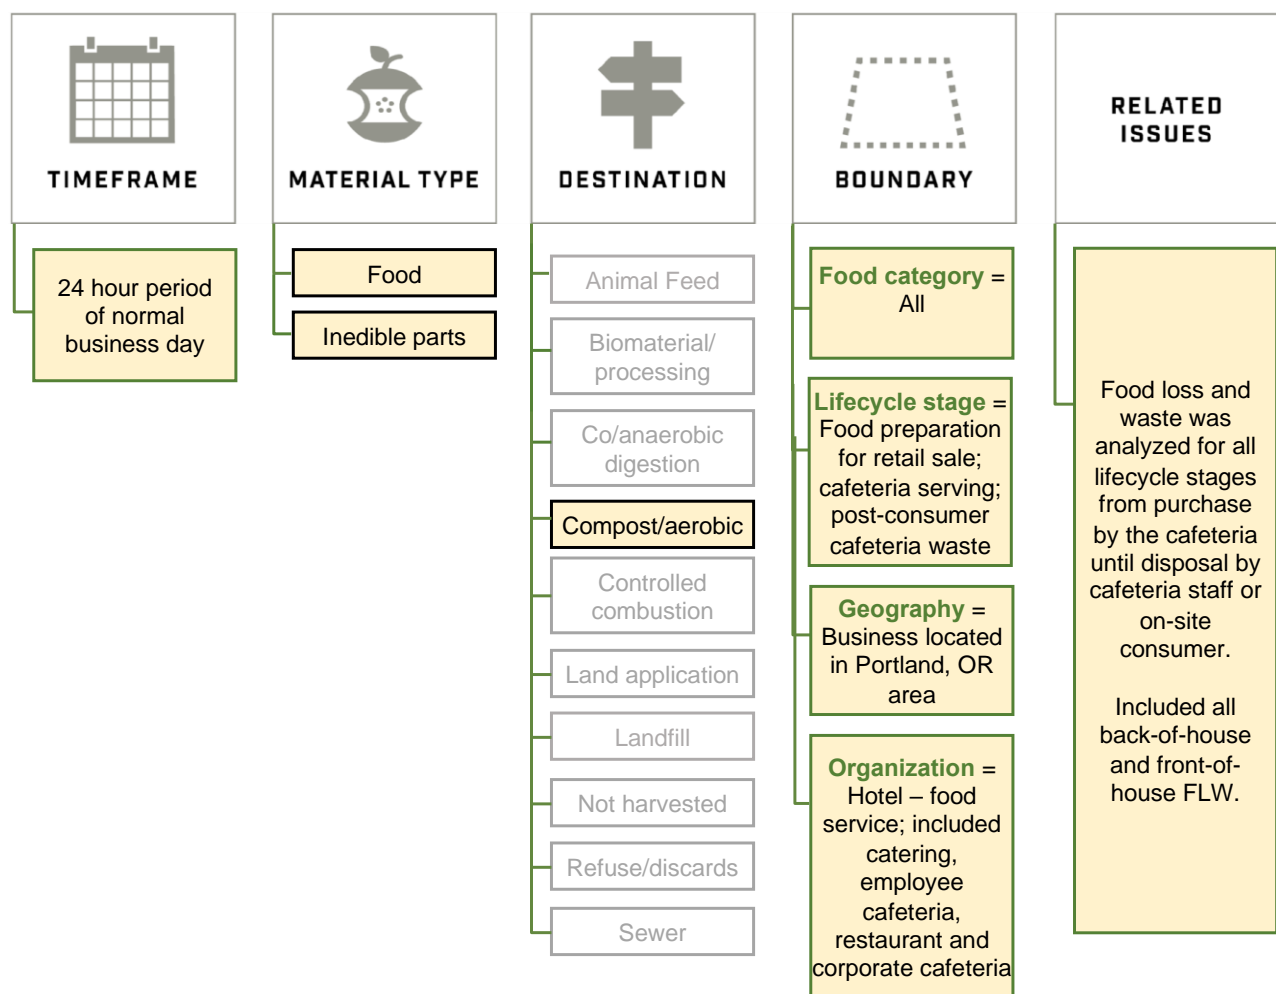 TIMEFRAME
24 hour period
of normal
business day
MATERIAL TYPE
Food
Inedible parts
DESTINATION
Animal Feed
Biomaterial/
processing
Co/anaerobic
digestion
Compost/aerobic
Controlled
combustion
Land application
Landfill
Not harvested
Refuse/discards
Sewer
BOUNDARY
Food category =
All
Lifecycle stage =
Food preparation
for retail sale;
cafeteria serving;
post-consumer
cafeteria waste
Geography =
Business located
in Portland, OR
area
Organization =
Hotel – food
service; included
catering,
employee
cafeteria,
restaurant and
corporate cafeteria
RELATED
ISSUES
Food loss and
waste was
analyzed for all
lifecycle stages
from purchase
by the cafeteria
until disposal by
cafeteria staff or
on-site
consumer.
Included all
back-of-house
and front-of-
house FLW.